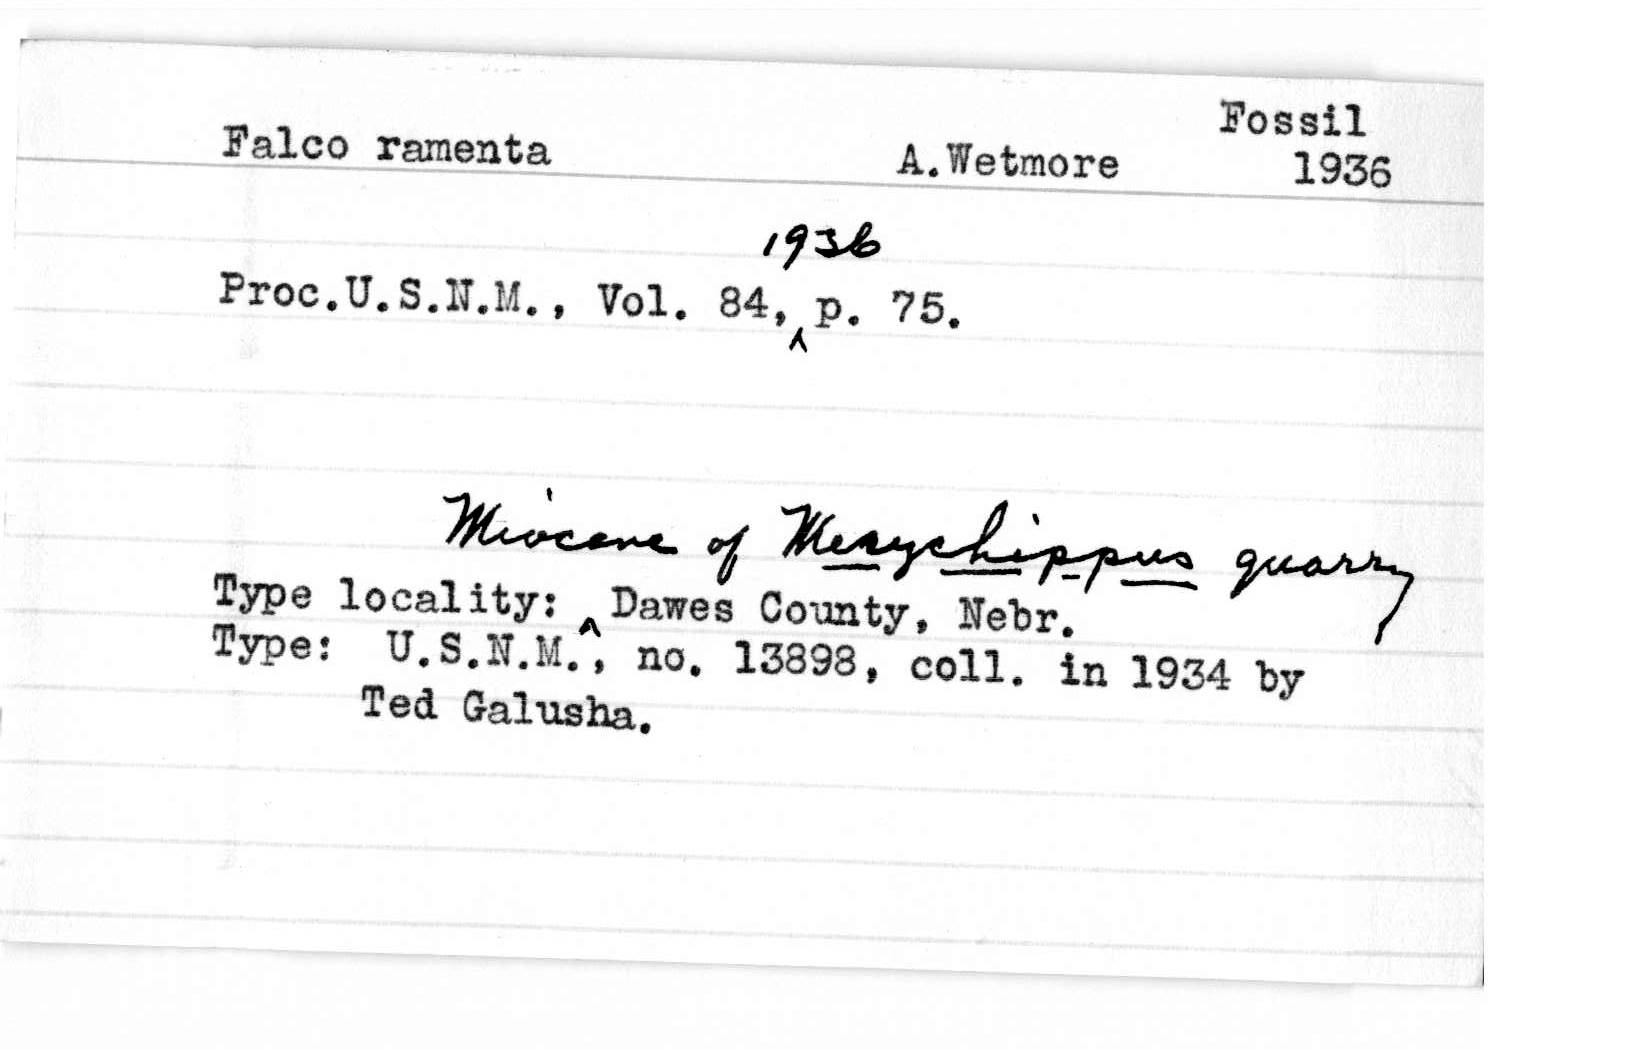 Fossil
Falco ramenta A.Wetmore 1936
1936
Proc.U.S.N.M., Vol. 84,^ p. 75.
Miocene of Merychippus quarry
Type locality: ^ Dawes County, Nebr.
Type: U.S.N.M., no. 13898, coll. in 1934 by
Ted Galusha.